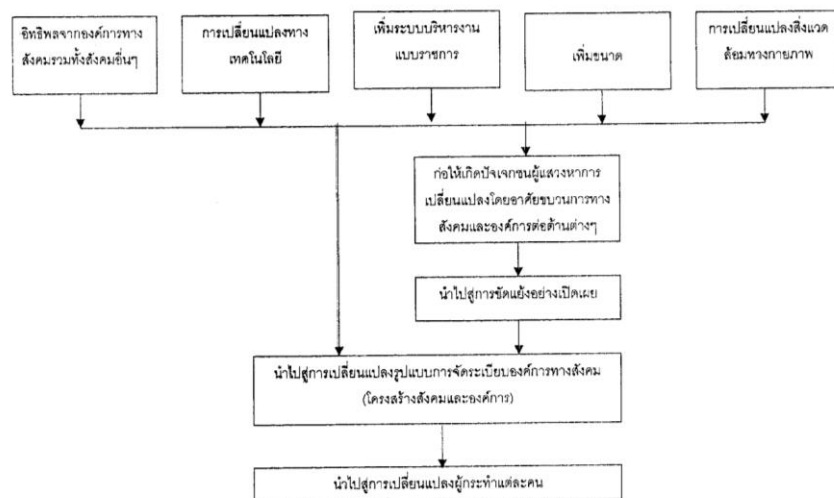 อิทธิพลจากองค์การทาง
สังคมรวมทั้งสังคมอื่นๆ
การเปลี่ยนแปลงทาง
เทคโนโลยี
เพิ่มระบบบริหารงาน
แบบราชการ
เพิ่มขนาด
การเปลี่ยนแปลงสิ่งแวด
ล้อมทางกายภาพ
ก่อให้เกิดปัจเจกชนผู้แสวงหาการ
เปลี่ยนแปลงโดยอาศัยขบวนการทาง
สังคมและองค์การต่อต้านต่างๆ
นำไปสู่การขัดแย้งอย่างเปิดเผย
นำไปสู่การเปลี่ยนแปลงรูปแบบการจัดระเบียบองค์การทางสังคม
(โครงสร้างสังคมและองค์การ)
นำไปสู่การเปลี่ยนแปลงผู้กระทำแต่ละคน